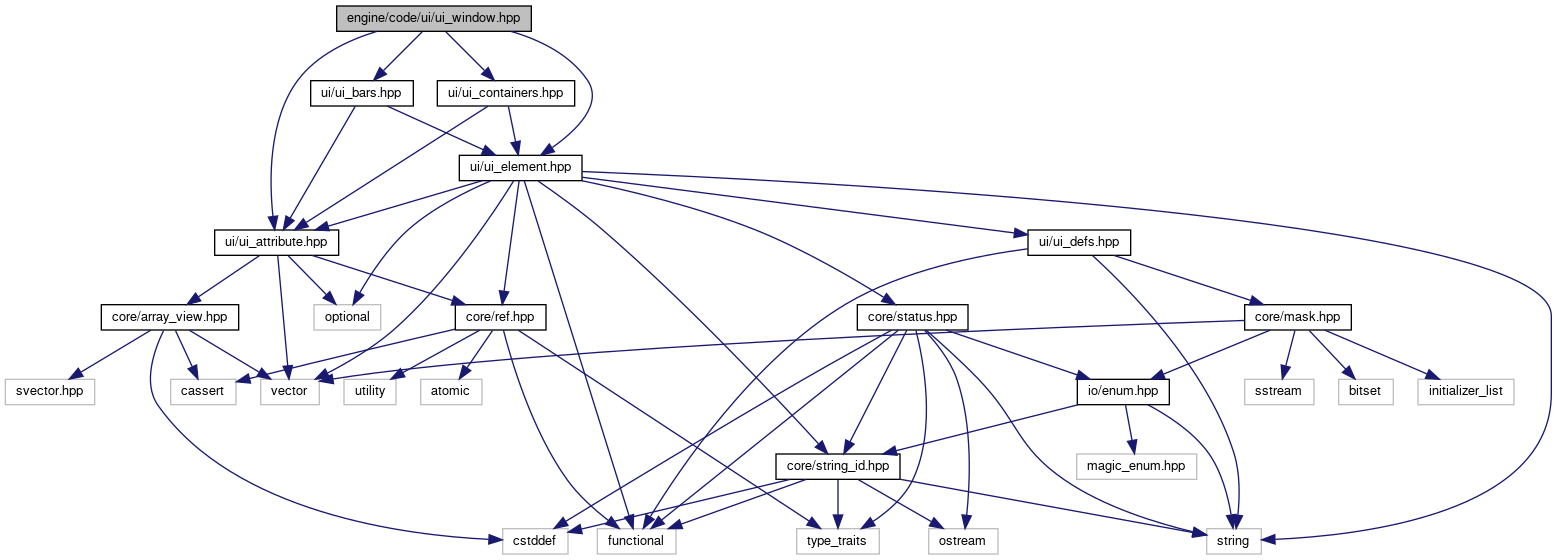 engine/code/ui/ui_window.hpp
ui/ui_bars.hpp
ui/ui_containers.hpp
ui/ui_element.hpp
ui/ui_attribute.hpp
ui/ui_defs.hpp
core/array_view.hpp
optional
core/ref.hpp
core/status.hpp
core/mask.hpp
svector.hpp
cassert
vector
utility
atomic
io/enum.hpp
sstream
bitset
initializer_list
core/string_id.hpp
magic_enum.hpp
cstddef
functional
type_traits
ostream
string